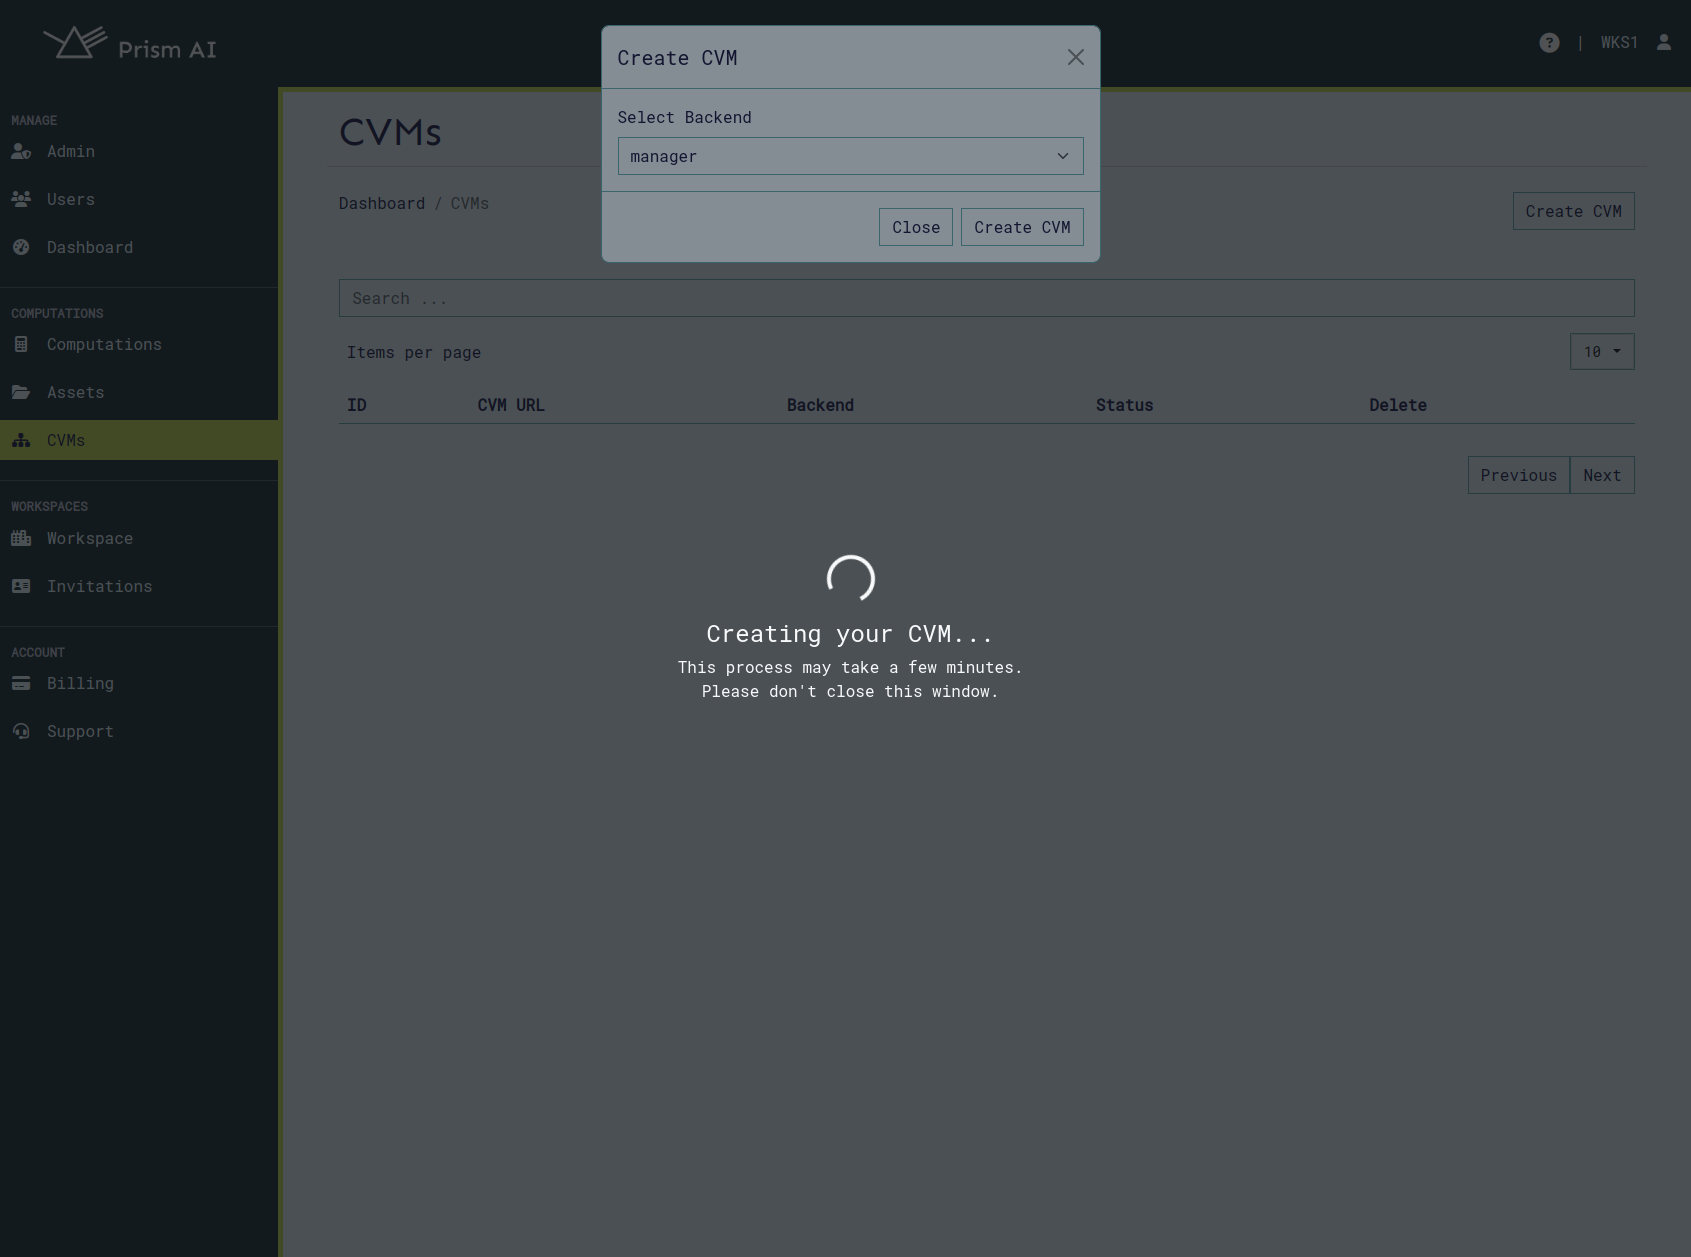 Prism AI
? | WKS1
MANAGE
Admin
Users
Dashboard
COMPUTATIONS
Computations
Assets
CVMs
WORKSPACES
Workspace
Invitations
ACCOUNT
Billing
Support
Create CVM
Select Backend
manager
Close Create CVM
CVMs
Dashboard / CVMs
Create CVM
Search ...
Items per page 10
ID CVM URL Backend Status Delete
Previous Next
Creating your CVM...
This process may take a few minutes.
Please don't close this window.